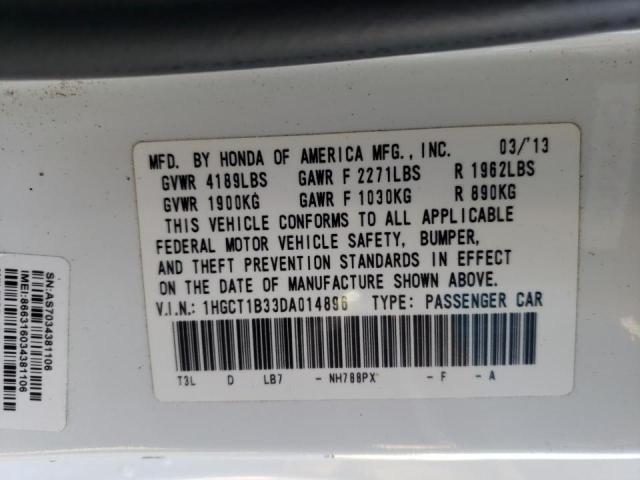 MFD. BY HONDA OF AMERICA MFG., INC. 03/'13
GVWR 4189LBS GAWR F 2271LBS R 1962LBS
GVWR 1900KG GAWR F 1030KG R 890KG
THIS VEHICLE CONFORMS TO ALL APPLICABLE
FEDERAL MOTOR VEHICLE SAFETY, BUMPER,
AND THEFT PREVENTION STANDARDS IN EFFECT
ON THE DATE OF MANUFACTURE SHOWN ABOVE.
V.I.N.: 1HGCT1B33DA014896 TYPE: PASSENGER CAR
T3L D LB7 - NH788PX - F - A
SN:AS7034381106
IMEI:866316034381106